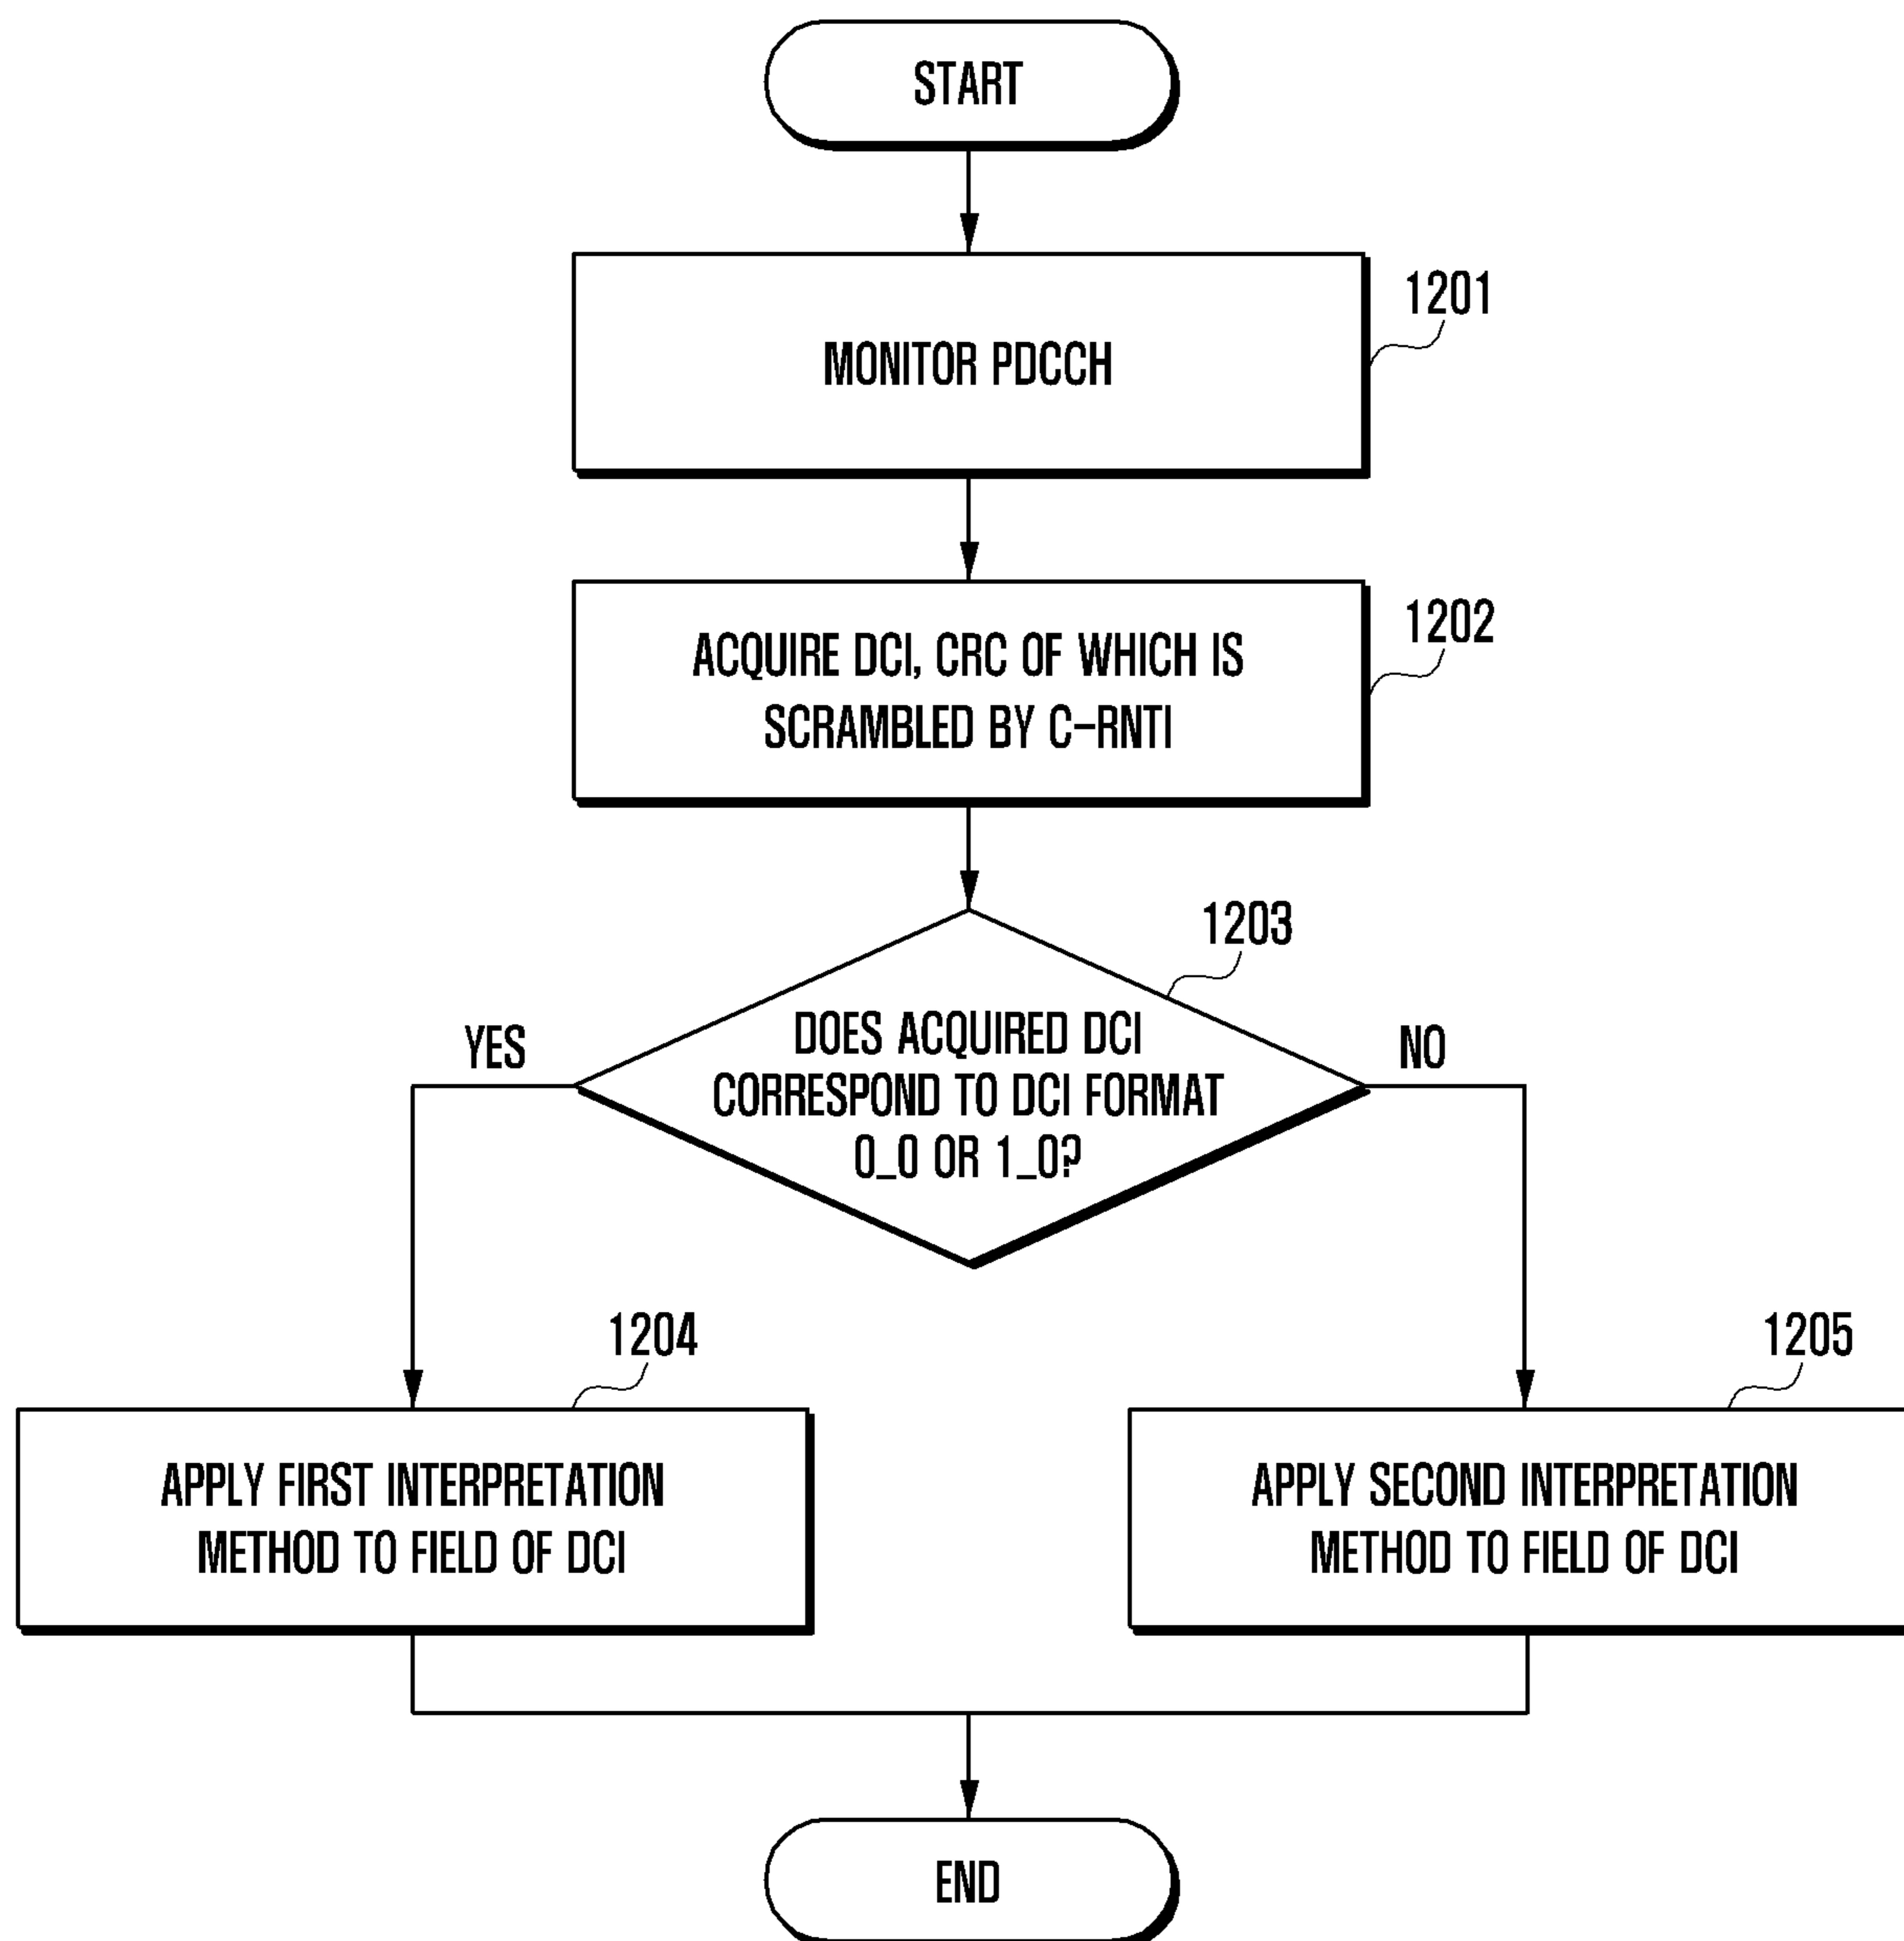 START
1201
MONITOR PDCCH
1202
ACQUIRE DCI, CRC OF WHICH IS
SCRAMBLED BY C-RNTI
1203
YES
NO
DOES ACQUIRED DCI
CORRESPOND TO DCI FORMAT
0_0 OR 1_0?
1204
1205
APPLY FIRST INTERPRETATION
METHOD TO FIELD OF DCI
APPLY SECOND INTERPRETATION
METHOD TO FIELD OF DCI
END